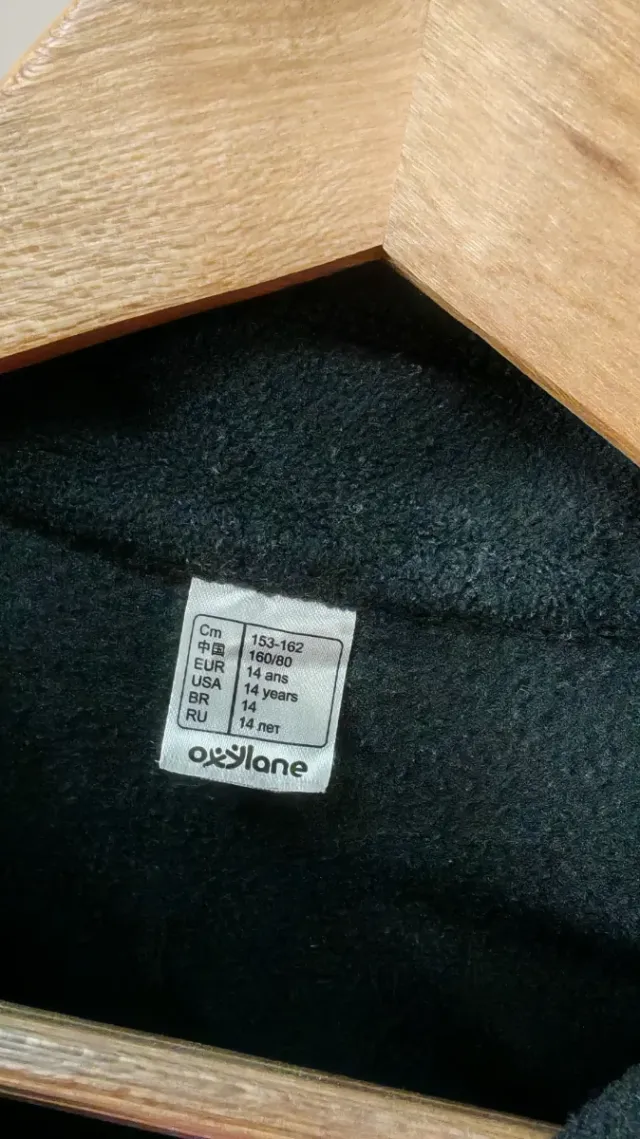 Cm 153-162
中国 160/80
EUR 14 ans
USA 14 years
BR 14
RU 14 лет
oxylane